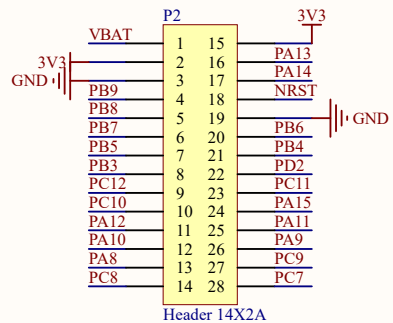 P2
3V3
VBAT 1 15
3V3 2 16 PA13
GND 3 17 PA14
PB9 4 18 NRST
PB8 5 19 GND
PB7 6 20 PB6
PB5 7 21 PB4
PB3 8 22 PD2
PC12 9 23 PC11
PC10 10 24 PA15
PA12 11 25 PA11
PA10 12 26 PA9
PA8 13 27 PC9
PC8 14 28 PC7
Header 14X2A